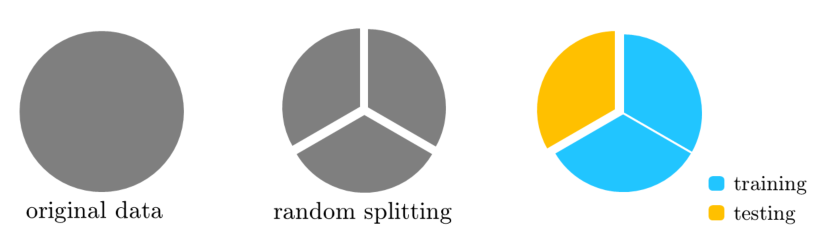 original data
random splitting
training
testing